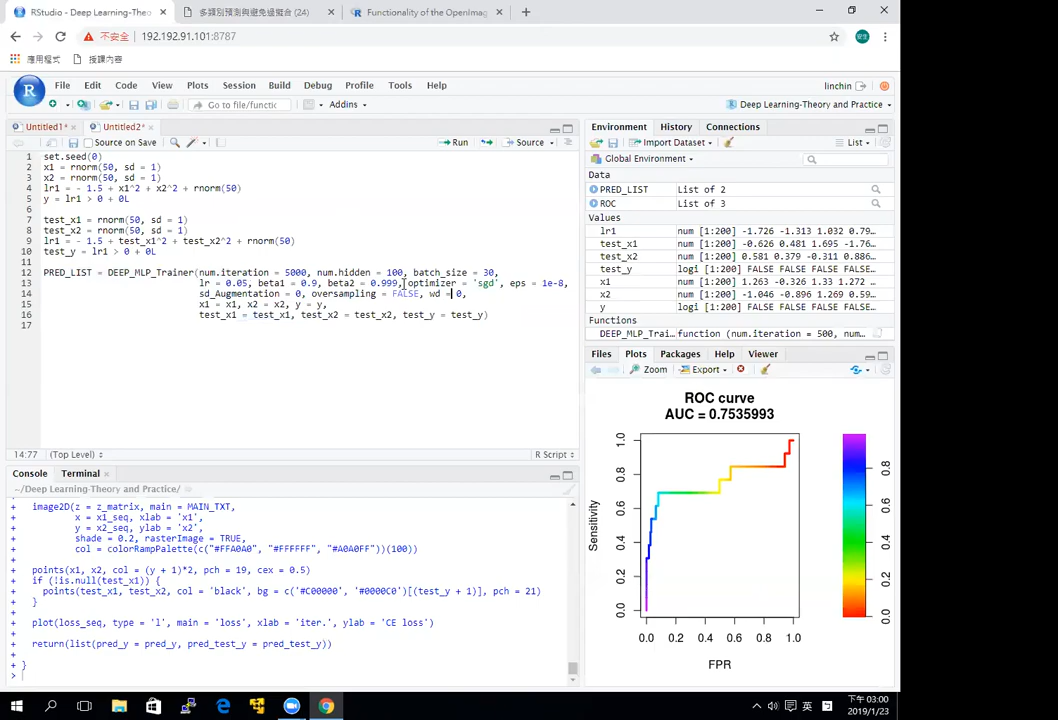 RStudio - Deep Learning-Theo
多類別預測與避免過擬合 (24)
Functionality of the OpenImag
不安全 192.192.91.101:8787
應用程式 授課內容
File Edit Code View Plots Session Build Debug Profile Tools Help
linchin
Go to file/functic Addins
Deep Learning-Theory and Practice
Untitled1* Untitled2*
Source on Save Run Source
1 set.seed(0)
2 x1 = rnorm(50, sd = 1)
3 x2 = rnorm(50, sd = 1)
4 lr1 = - 1.5 + x1^2 + x2^2 + rnorm(50)
5 y = lr1 > 0 + 0L
6
7 test_x1 = rnorm(50, sd = 1)
8 test_x2 = rnorm(50, sd = 1)
9 lr1 = - 1.5 + test_x1^2 + test_x2^2 + rnorm(50)
10 test_y = lr1 > 0 + 0L
11
12 PRED_LIST = DEEP_MLP_Trainer(num.iteration = 5000, num.hidden = 100, batch_size = 30,
13 lr = 0.05, beta1 = 0.9, beta2 = 0.999, optimizer = 'sgd', eps = 1e-8,
14 sd_Augmentation = 0, oversampling = FALSE, wd = 0,
15 x1 = x1, x2 = x2, y = y,
16 test_x1 = test_x1, test_x2 = test_x2, test_y = test_y)
17
14:77 (Top Level) R Script
Console Terminal
~/Deep Learning-Theory and Practice/
+ image2D(z = z_matrix, main = MAIN_TXT,
+ x = x1_seq, xlab = 'x1',
+ y = x2_seq, ylab = 'x2',
+ shade = 0.2, rasterImage = TRUE,
+ col = colorRampPalette(c("#FFA0A0", "#FFFFFF", "#A0A0FF"))(100))
+
+ points(x1, x2, col = (y + 1)*2, pch = 19, cex = 0.5)
+ if (!is.null(test_x1)) {
+ points(test_x1, test_x2, col = 'black', bg = c('#C00000', '#0000C0')[(test_y + 1)], pch = 21)
+ }
+
+ plot(loss_seq, type = 'l', main = 'loss', xlab = 'iter.', ylab = 'CE loss')
+
+ return(list(pred_y = pred_y, pred_test_y = pred_test_y))
+
+ }
>
Environment History Connections
Import Dataset List
Global Environment
Data
PRED_LIST List of 2
ROC List of 3
Values
lr1 num [1:200] -1.726 -1.313 1.032 0.79…
test_x1 num [1:200] -0.626 0.481 1.695 -1.76…
test_x2 num [1:200] 0.581 0.379 -0.311 0.886…
test_y logi [1:200] FALSE FALSE FALSE FALSE
x1 num [1:200] 1.263 -0.326 1.33 1.272…
x2 num [1:200] -1.046 -0.896 1.269 0.59…
y logi [1:200] FALSE FALSE FALSE FALSE
Functions
DEEP_MLP_Trai… function (num.iteration = 500, num…
Files Plots Packages Help Viewer
Zoom Export
ROC curve
AUC = 0.7535993
Sensitivity
0.0 0.2 0.4 0.6 0.8 1.0
0.0 0.2 0.4 0.6 0.8 1.0
FPR
0.0 0.2 0.4 0.6 0.8
英
下午 03:00
2019/1/23